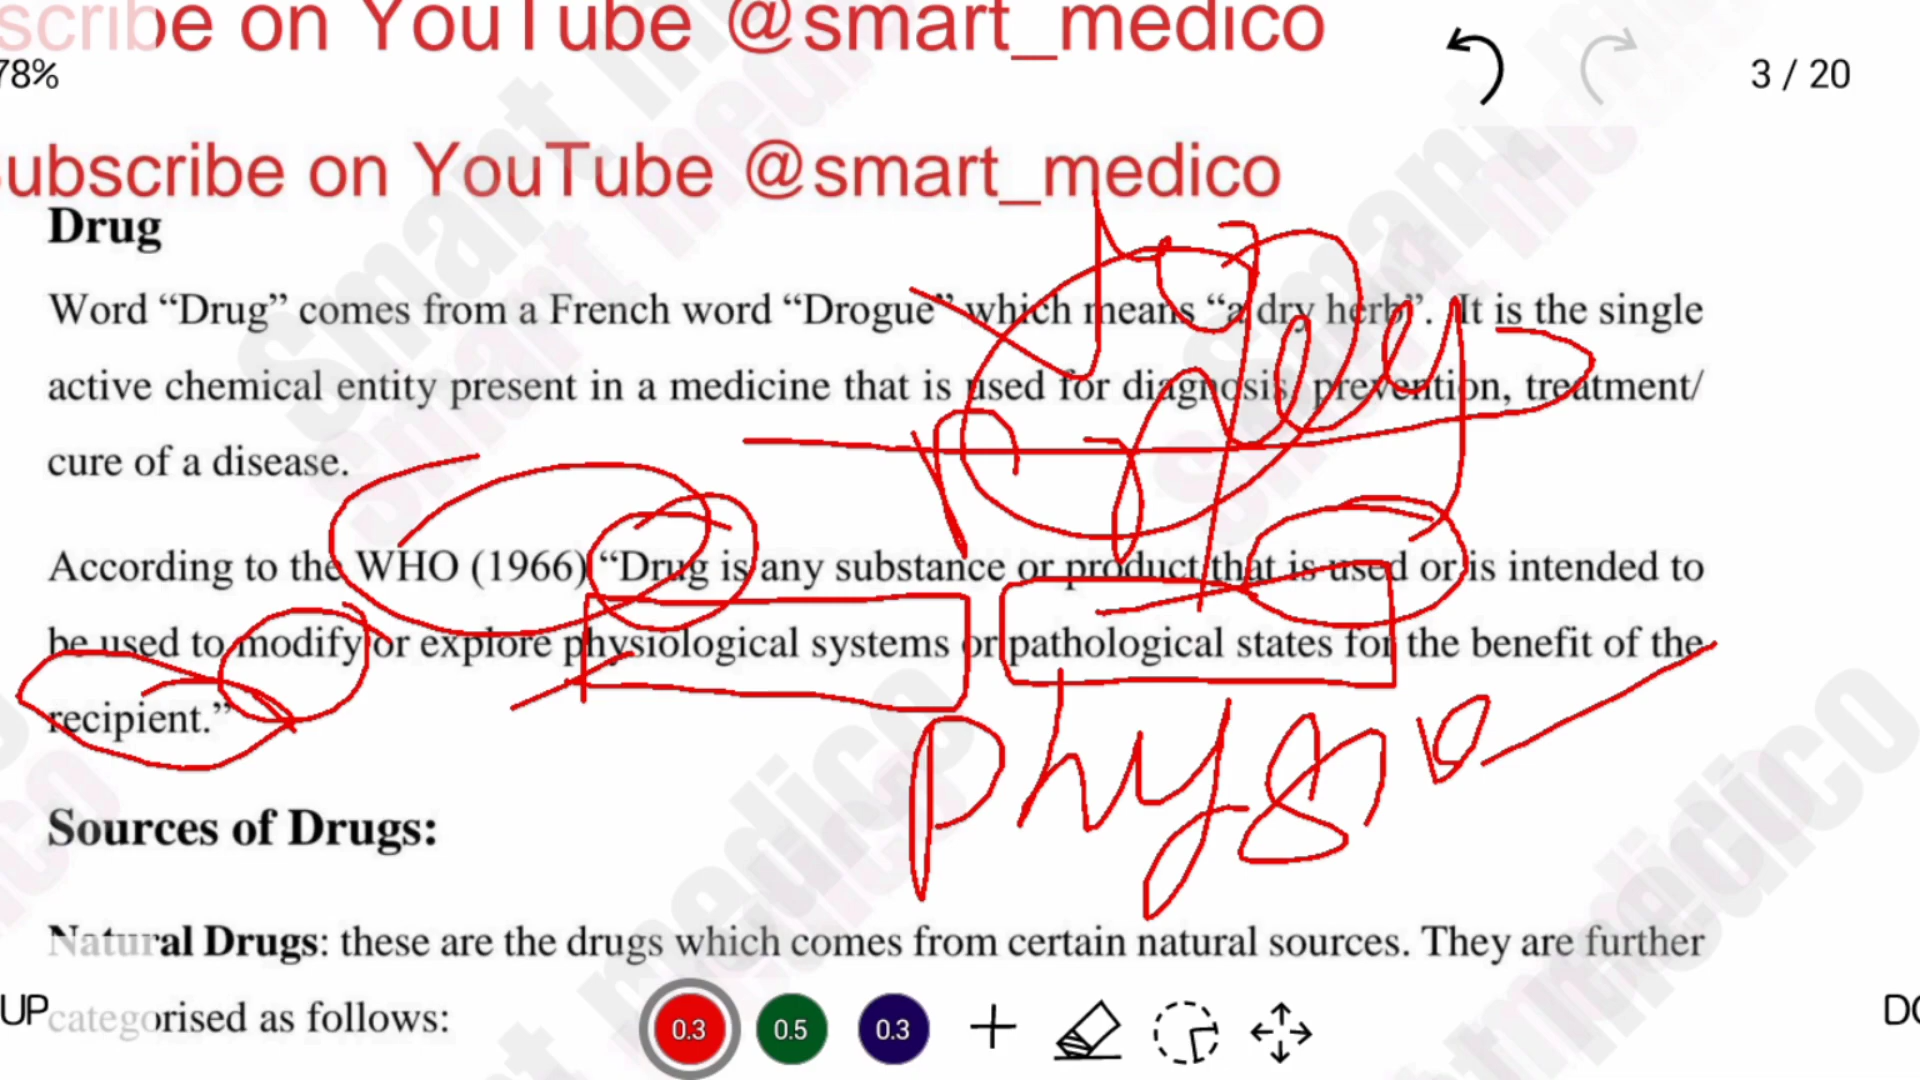 scribe on YouTube @smart_medico
78%
3 / 20
ubscribe on YouTube @smart_medico
Drug
Word “Drug” comes from a French word “Drogue” which means “a dry herb”. It is the single
active chemical entity present in a medicine that is used for diagnosis, prevention, treatment/
cure of a disease.
According to the WHO (1966) “Drug is any substance or product that is used or is intended to
be used to modify or explore physiological systems or pathological states for the benefit of the
recipient.”
physio
Sources of Drugs:
Natural Drugs: these are the drugs which comes from certain natural sources. They are further
categorised as follows:
UP
0.3
0.5
0.3